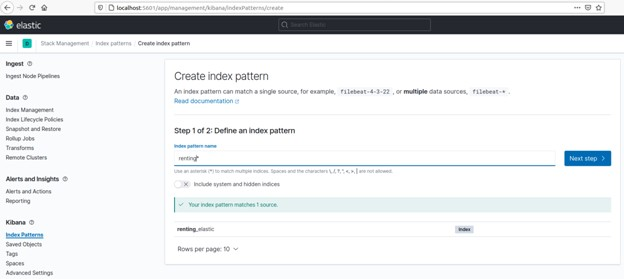 localhost:5601/app/management/kibana/indexPatterns/create
elastic
Search Elastic
D
Stack Management
Index patterns
Create index pattern
Ingest
Ingest Node Pipelines
Data
Index Management
Index Lifecycle Policies
Snapshot and Restore
Rollup Jobs
Transforms
Remote Clusters
Alerts and Insights
Alerts and Actions
Reporting
Kibana
Index Patterns
Saved Objects
Tags
Spaces
Advanced Settings
Create index pattern
An index pattern can match a single source, for example, filebeat-4-3-22 , or multiple data sources, filebeat-* .
Read documentation
Step 1 of 2: Define an index pattern
Index pattern name
renting*
Next step
Use an asterisk (*) to match multiple indices. Spaces and the characters \, /, ?, ", <, >, | are not allowed.
Include system and hidden indices
Your index pattern matches 1 source.
renting_elastic
Index
Rows per page: 10